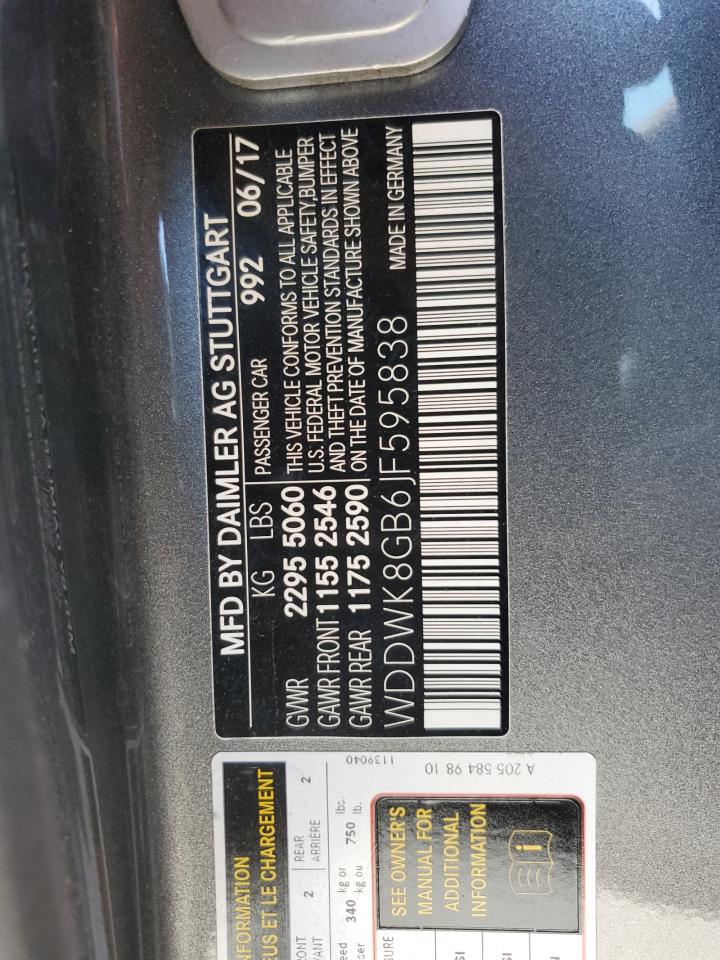 MFD BY DAIMLER AG STUTTGART
KG LBS PASSENGER CAR 992 06/17
GVWR 2295 5060 THIS VEHICLE CONFORMS TO ALL APPLICABLE
GAWR FRONT 1155 2546 U.S. FEDERAL MOTOR VEHICLE SAFETY,BUMPER
AND THEFT PREVENTION STANDARDS IN EFFECT
GAWR REAR 1175 2590 ON THE DATE OF MANUFACTURE SHOWN ABOVE
WDDWK8GB6JF595838 MADE IN GERMANY
INFORMATION
US ET LE CHARGEMENT
2 REAR 2
ARRIÈRE
340 kg or 750 lbs.
kg ou lb.
SEE OWNER'S
MANUAL FOR
ADDITIONAL
INFORMATION
1139040
A 205 584 98 10